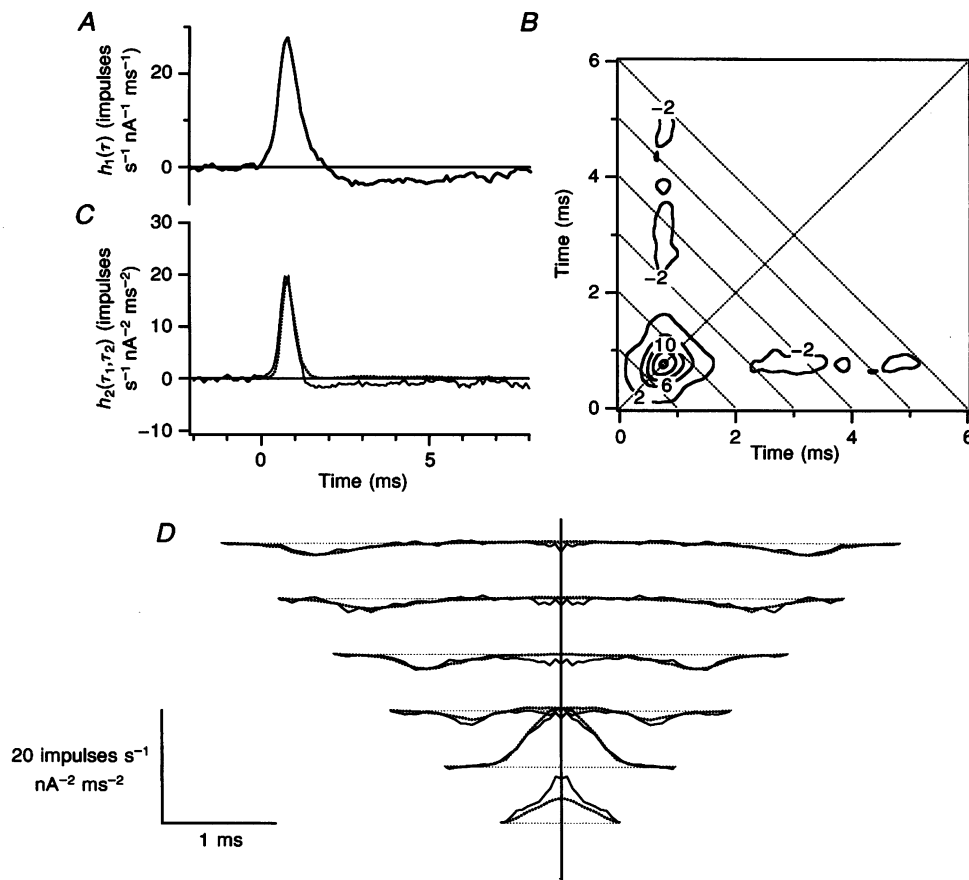 A
h₁(τ) (impulses
s⁻¹ nA⁻¹ ms⁻¹)
20
0
B
Time (ms)
6
4
2
0
-2
-2
-2
10
6
2
0
2
4
6
Time (ms)
C
h₂(τ₁,τ₂) (impulses
s⁻¹ nA⁻² ms⁻²)
30
20
10
0
-10
0
5
Time (ms)
D
20 impulses s⁻¹
nA⁻² ms⁻²
1 ms